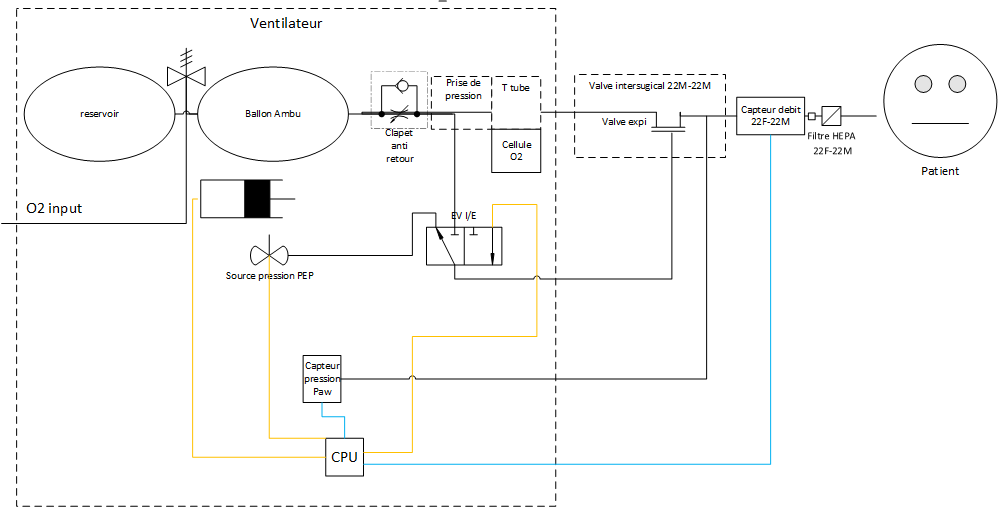 Ventilateur
reservoir
Ballon Ambu
Clapet
anti
retour
Prise de
pression
T tube
Cellule
O2
Valve intersugical 22M-22M
Valve expi
Capteur debit
22F-22M
Filtre HEPA
22F-22M
Patient
O2 input
EV I/E
Source pression PEP
Capteur
pression
Paw
CPU